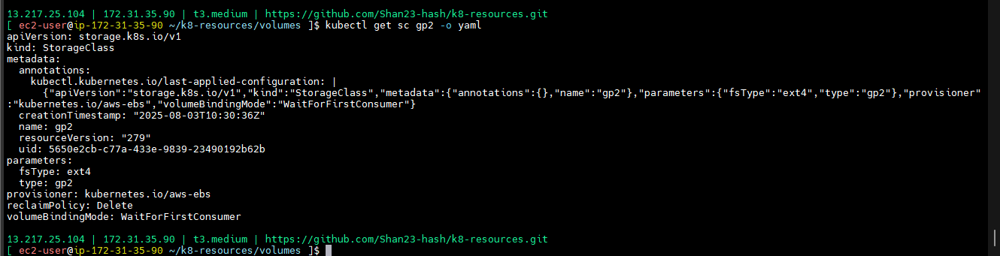 13.217.25.104 | 172.31.35.90 | t3.medium | https://github.com/Shan23-hash/k8-resources.git
[ ec2-user@ip-172-31-35-90 ~/k8-resources/volumes ]$ kubectl get sc gp2 -o yaml
apiVersion: storage.k8s.io/v1
kind: StorageClass
metadata:
  annotations:
    kubectl.kubernetes.io/last-applied-configuration: |
      {"apiVersion":"storage.k8s.io/v1","kind":"StorageClass","metadata":{"annotations":{},"name":"gp2"},"parameters":{"fsType":"ext4","type":"gp2"},"provisioner"
:"kubernetes.io/aws-ebs","volumeBindingMode":"WaitForFirstConsumer"}
  creationTimestamp: "2025-08-03T10:30:36Z"
  name: gp2
  resourceVersion: "279"
  uid: 5650e2cb-c77a-433e-9839-23490192b62b
parameters:
  fsType: ext4
  type: gp2
provisioner: kubernetes.io/aws-ebs
reclaimPolicy: Delete
volumeBindingMode: WaitForFirstConsumer
13.217.25.104 | 172.31.35.90 | t3.medium | https://github.com/Shan23-hash/k8-resources.git
[ ec2-user@ip-172-31-35-90 ~/k8-resources/volumes ]$